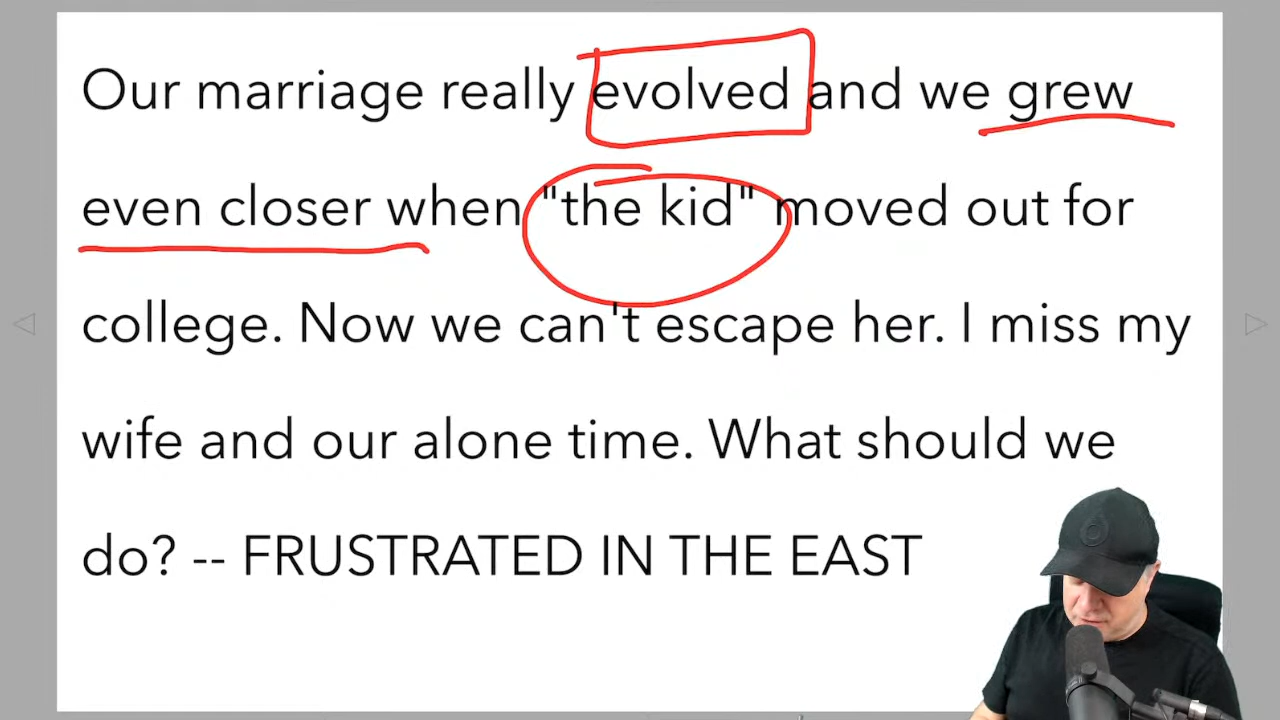 Our marriage really evolved and we grew
even closer when "the kid" moved out for
college. Now we can't escape her. I miss my
wife and our alone time. What should we
do? -- FRUSTRATED IN THE EAST